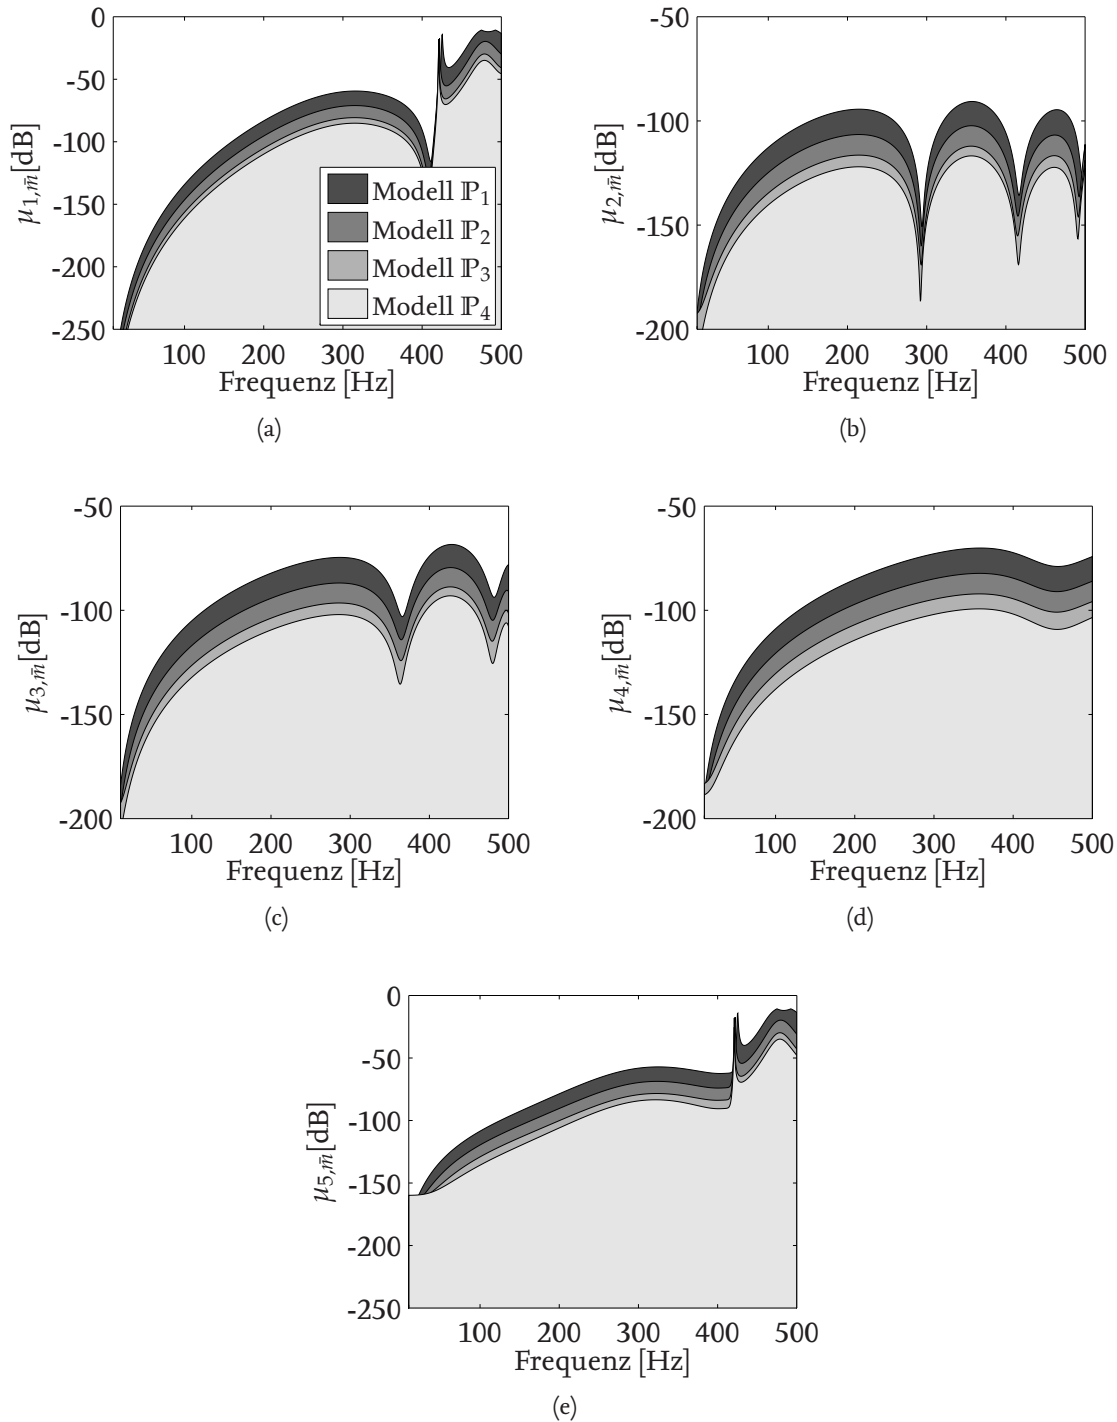 0
-50
-100
-150
-200
-250
μ1,m̄[dB]
Modell ℙ1
Modell ℙ2
Modell ℙ3
Modell ℙ4
100 200 300 400 500
Frequenz [Hz]
(a)
-50
-100
-150
-200
μ2,m̄[dB]
100 200 300 400 500
Frequenz [Hz]
(b)
-50
-100
-150
-200
μ3,m̄[dB]
100 200 300 400 500
Frequenz [Hz]
(c)
-50
-100
-150
-200
μ4,m̄[dB]
100 200 300 400 500
Frequenz [Hz]
(d)
0
-50
-100
-150
-200
-250
μ5,m̄[dB]
100 200 300 400 500
Frequenz [Hz]
(e)